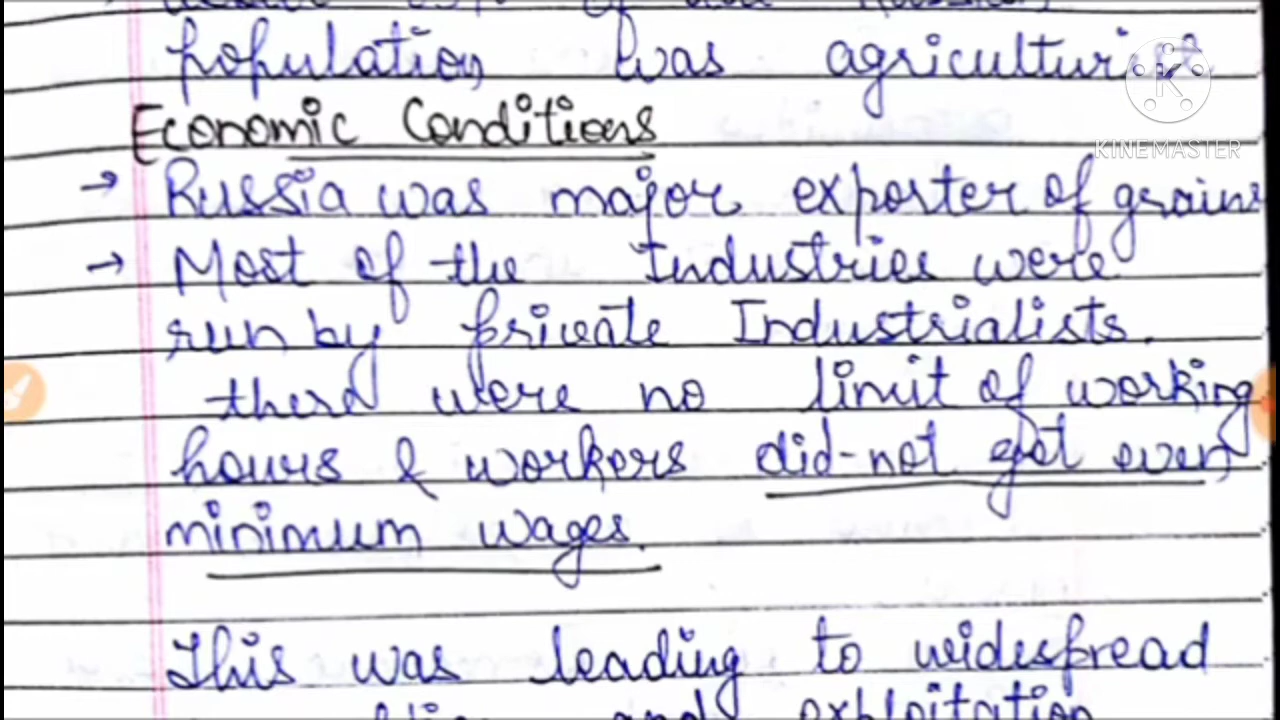 population was agriculturist
KINEMASTER
Economic Conditions
→ Russia was major exporter of grains
→ Most of the Industries were
run by private Industrialists.
there were no limit of working
hours & workers did-not get even
minimum wages.
This was leading to widespread
and exploitation